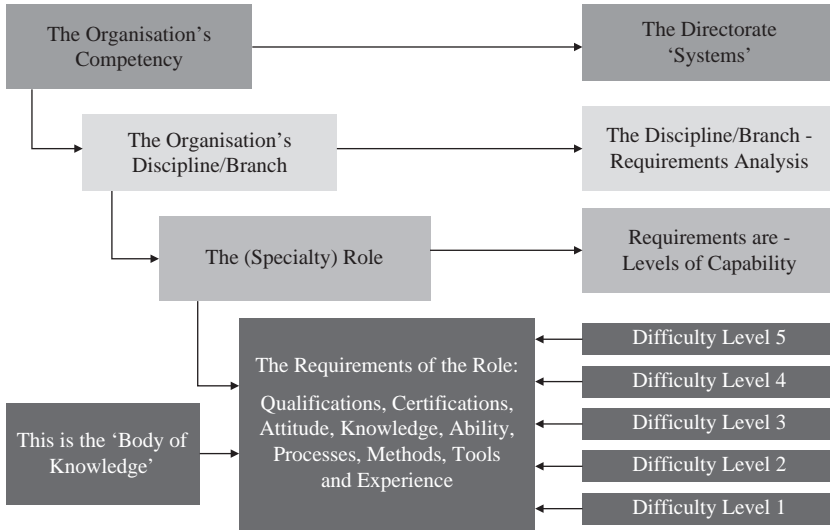 The Organisation's
Competency
The Directorate
'Systems'
The Organisation's
Discipline/Branch
The Discipline/Branch -
Requirements Analysis
The (Specialty) Role
Requirements are -
Levels of Capability
The Requirements of the Role:
Qualifications, Certifications,
Attitude, Knowledge, Ability,
Processes, Methods, Tools
and Experience
This is the 'Body of
Knowledge'
Difficulty Level 5
Difficulty Level 4
Difficulty Level 3
Difficulty Level 2
Difficulty Level 1